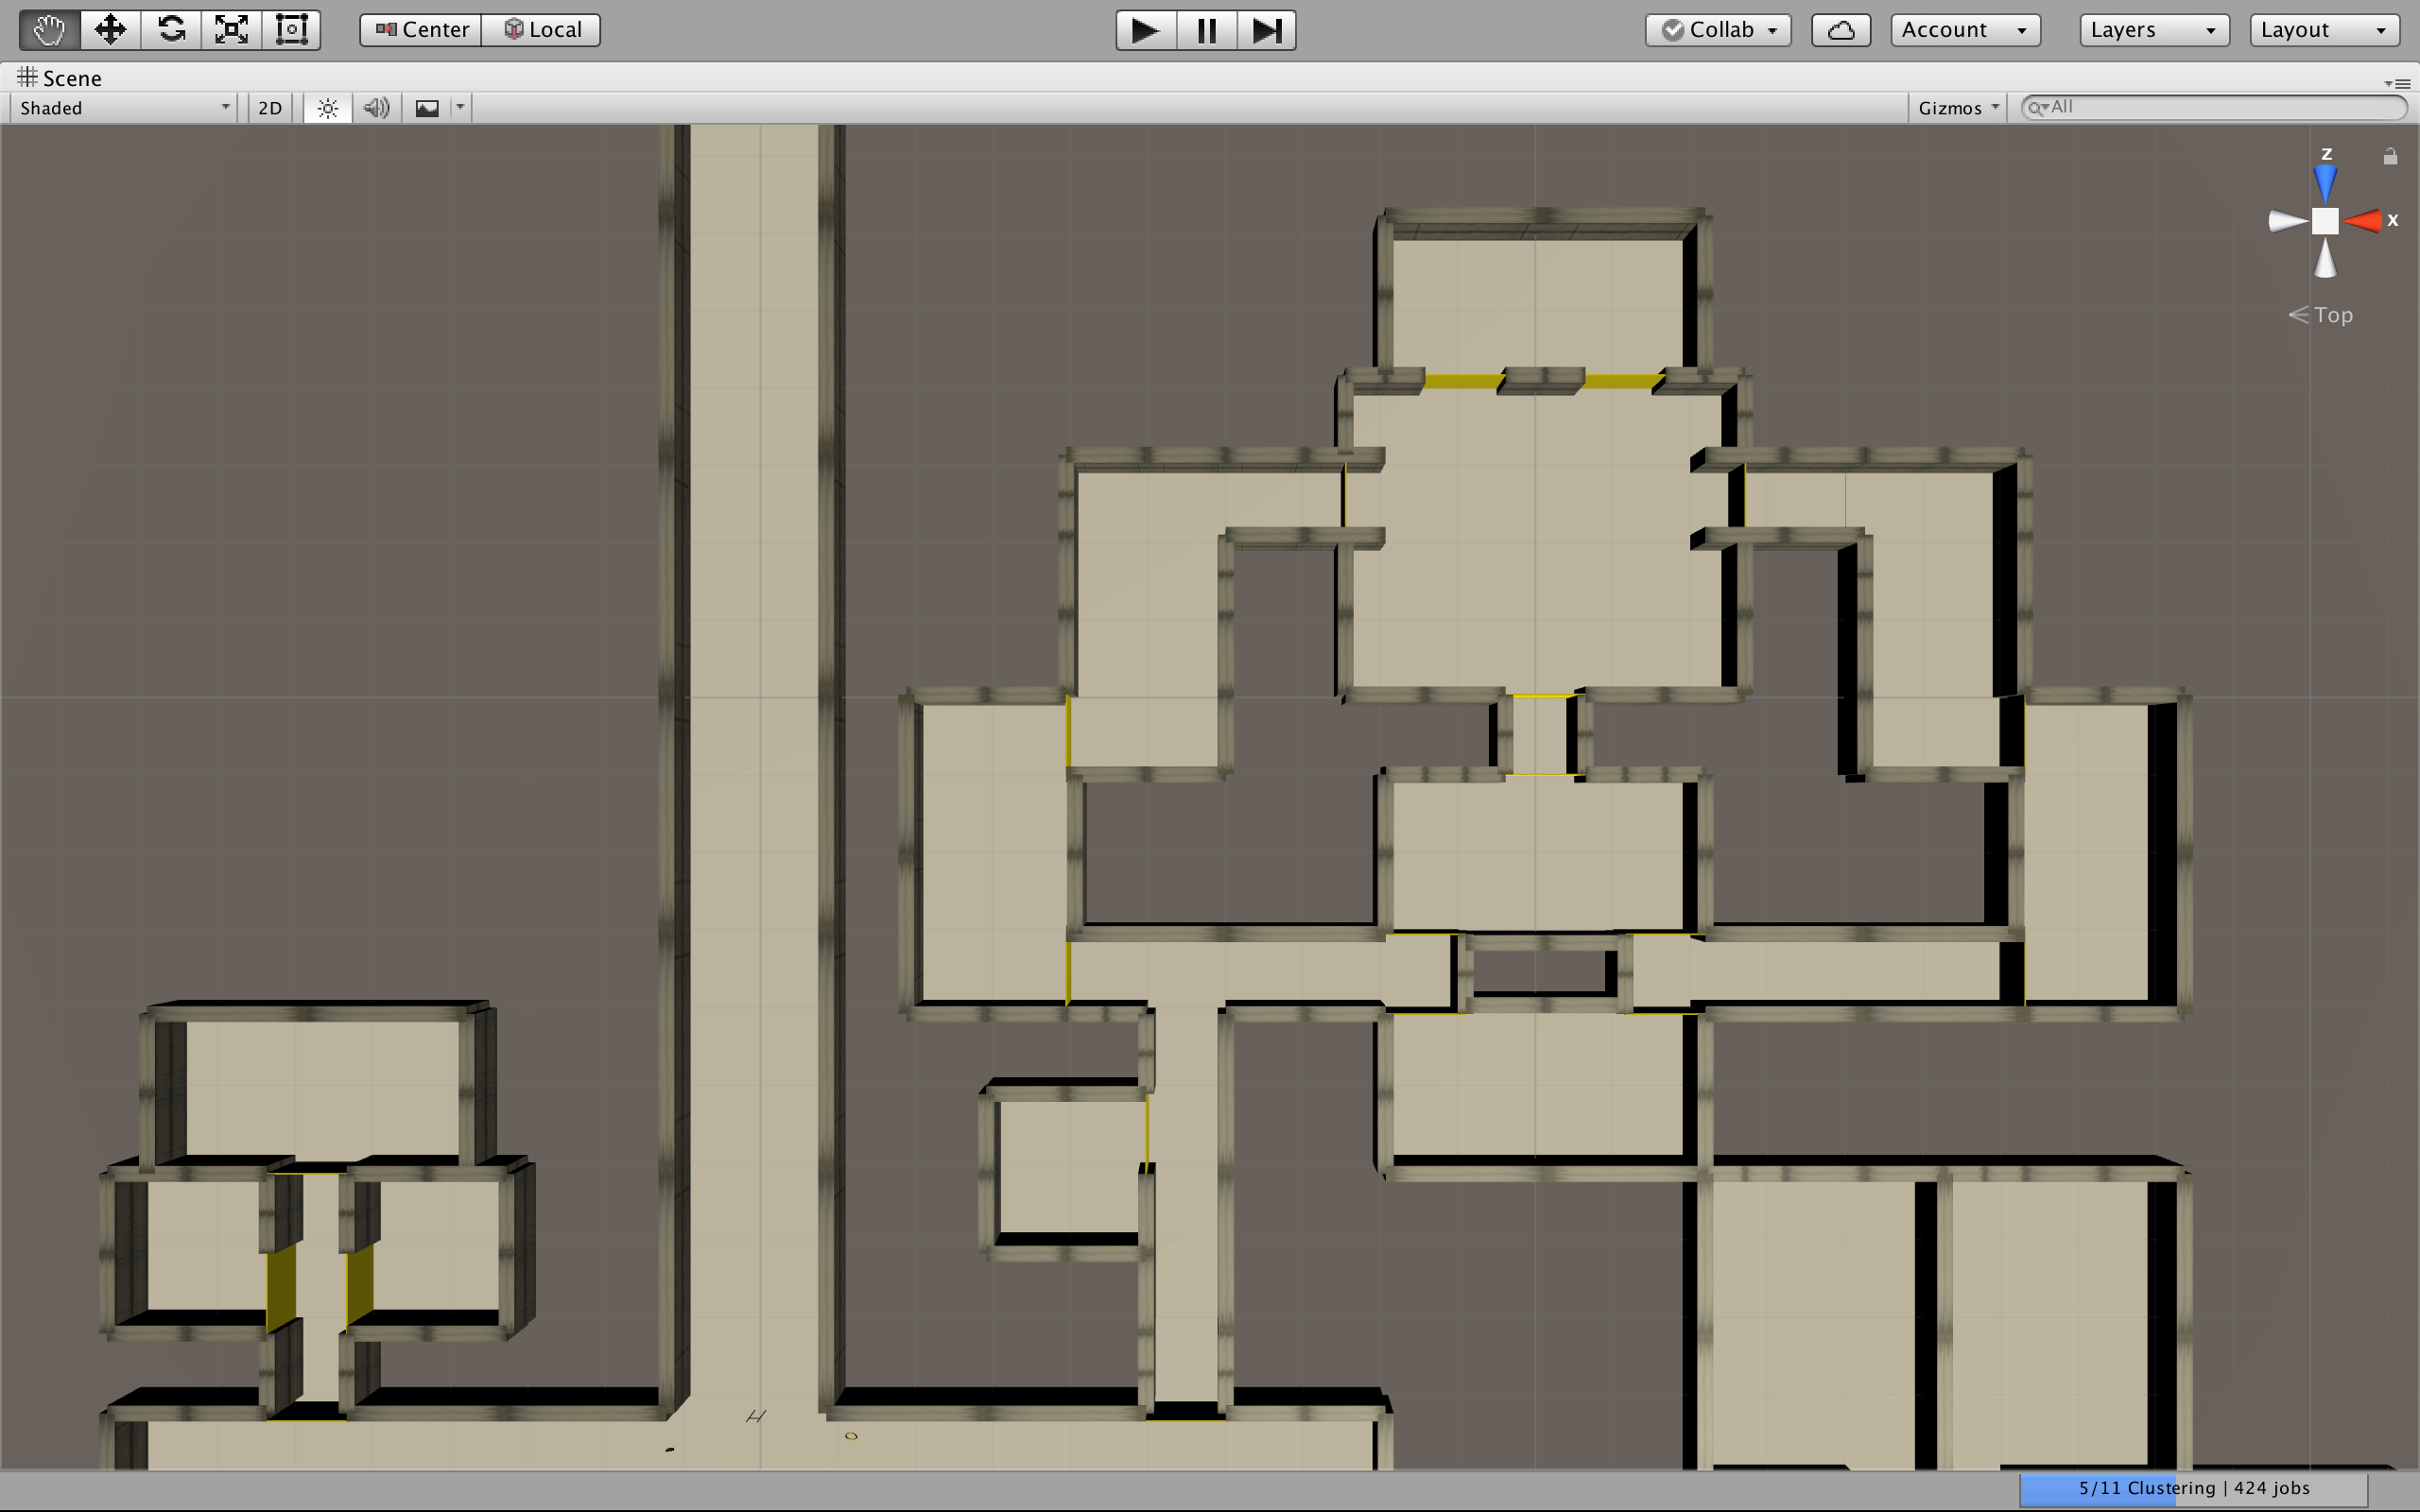 Center Local Collab Account Layers Layout
Scene
Shaded 2D Gizmos All
z
x
Top
5/11 Clustering | 424 jobs